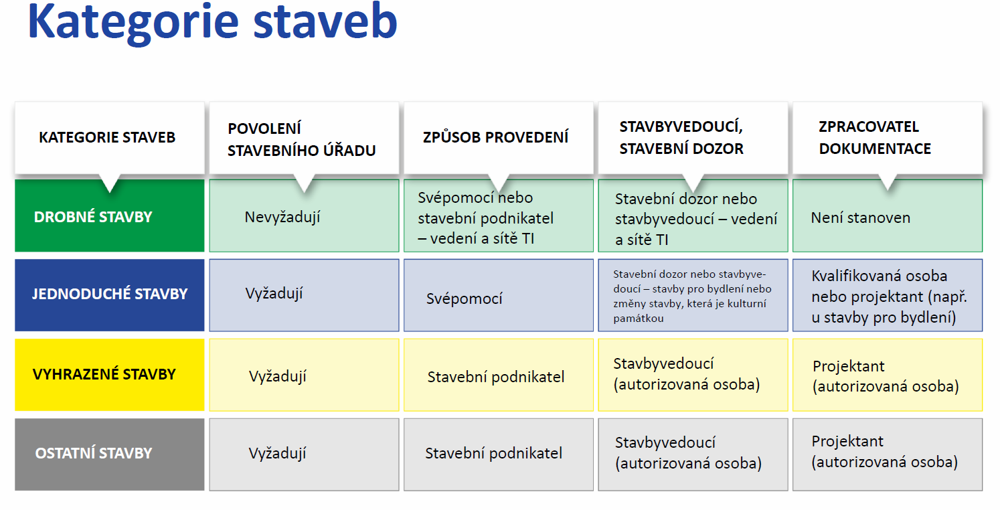 Kategorie staveb
KATEGORIE STAVEB
POVOLENÍ
STAVEBNÍHO ÚŘADU
ZPŮSOB PROVEDENÍ
STAVBYVEDOUCÍ,
STAVEBNÍ DOZOR
ZPRACOVATEL
DOKUMENTACE
DROBNÉ STAVBY
Nevyžadují
Svépomocí nebo
stavební podnikatel
– vedení a sítě TI
Stavební dozor nebo
stavbyvedoucí – vedení
a sítě TI
Není stanoven
JEDNODUCHÉ STAVBY
Vyžadují
Svépomocí
Stavební dozor nebo stavbyve-
doucí – stavby pro bydlení nebo
změny stavby, která je kulturní
památkou
Kvalifikovaná osoba
nebo projektant (např.
u stavby pro bydlení)
VYHRAZENÉ STAVBY
Vyžadují
Stavební podnikatel
Stavbyvedoucí
(autorizovaná osoba)
Projektant
(autorizovaná osoba)
OSTATNÍ STAVBY
Vyžadují
Stavební podnikatel
Stavbyvedoucí
(autorizovaná osoba)
Projektant
(autorizovaná osoba)